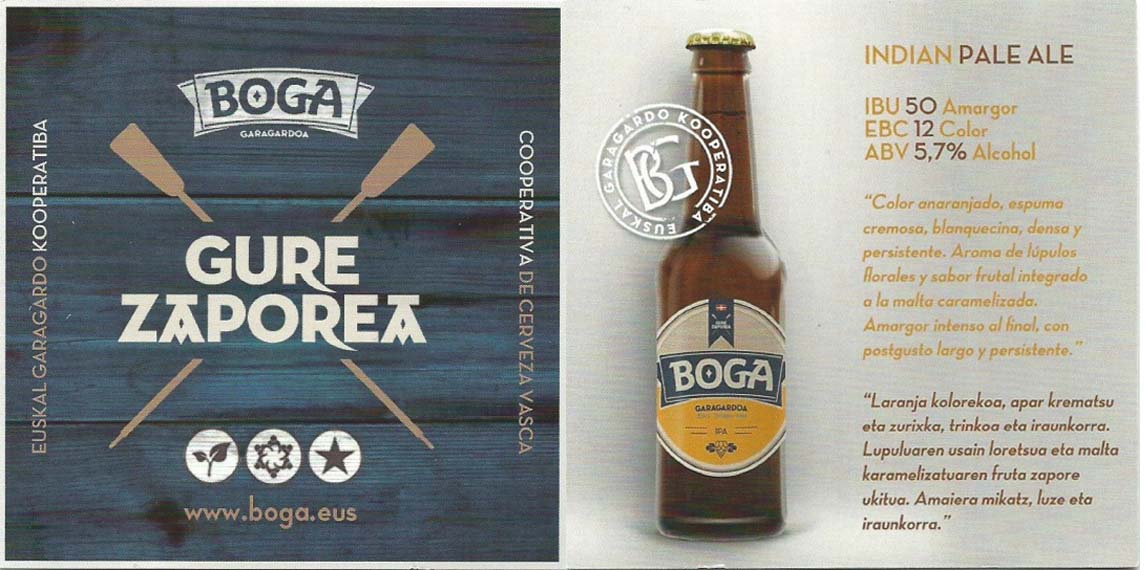 BOGA
GARAGARDOA
EUSKAL GARAGARDO KOOPERATIBA
COOPERATIVA DE CERVEZA VASCA
GURE
ZAPOREA
www.boga.eus
INDIAN PALE ALE
IBU 50 Amargor
EBC 12 Color
ABV 5,7% Alcohol
EUSKAL GARAGARDO KOOPERATIBA
BG
GURE
ZAPOREA
BOGA
GARAGARDOA
IPA
“Color anaranjado, espuma
cremosa, blanquecina, densa y
persistente. Aroma de lúpulos
florales y sabor frutal integrado
a la malta caramelizada.
Amargor intenso al final, con
postgusto largo y persistente.”
“Laranja kolorekoa, apar krematsu
eta zurixka, trinkoa eta iraunkorra.
Lupuluaren usain loretsua eta malta
karamelizatuaren fruta zapore
ukitua. Amaiera mikatz, luze eta
iraunkorra.”